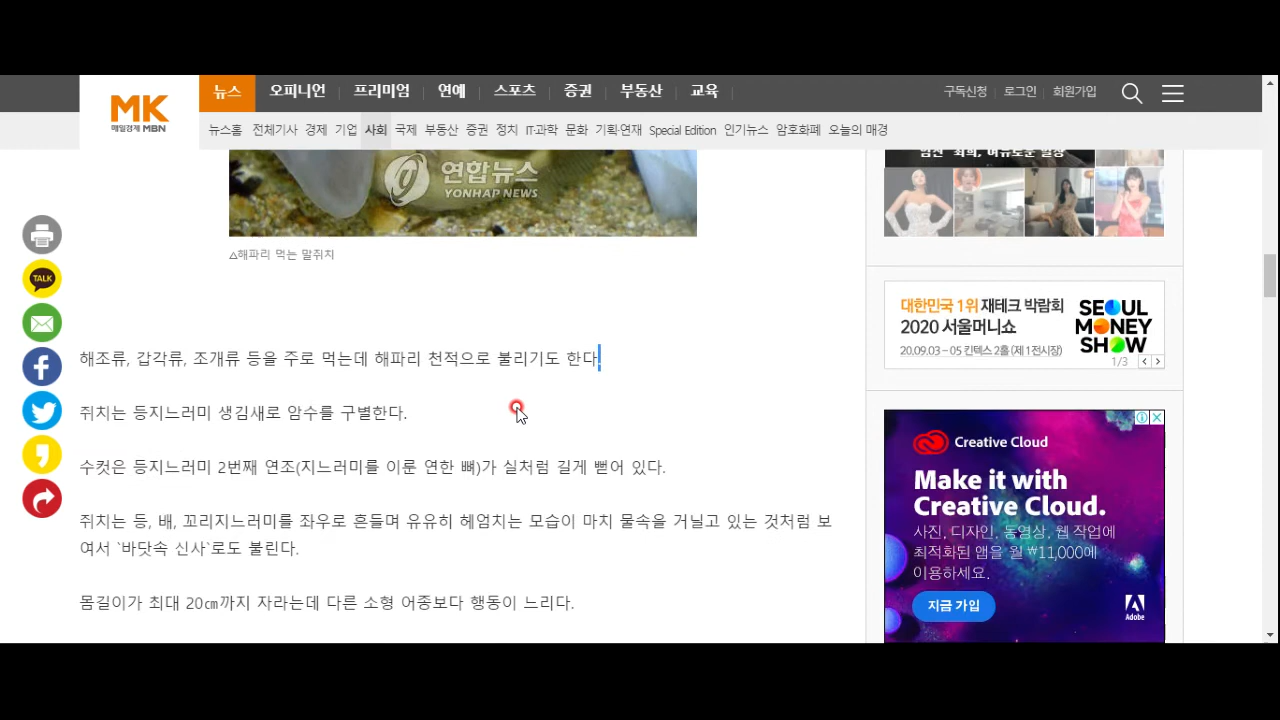 MK
매일경제 MBN
뉴스 오피니언 프리미엄 연예 스포츠 증권 부동산 교육
구독신청 로그인 회원가입
뉴스홈 전체기사 경제 기업 사회 국제 부동산 증권 정치 IT·과학 문화 기획·연재 Special Edition 인기뉴스 암호화폐 오늘의 매경
연합뉴스
YONHAP NEWS
△해파리 먹는 말쥐치
TALK
해조류, 갑각류, 조개류 등을 주로 먹는데 해파리 천적으로 불리기도 한다.
쥐치는 등지느러미 생김새로 암수를 구별한다.
수컷은 등지느러미 2번째 연조(지느러미를 이룬 연한 뼈)가 실처럼 길게 뻗어 있다.
쥐치는 등, 배, 꼬리지느러미를 좌우로 흔들며 유유히 헤엄치는 모습이 마치 물속을 거닐고 있는 것처럼 보
여서 `바닷속 신사`로도 불린다.
몸길이가 최대 20㎝까지 자라는데 다른 소형 어종보다 행동이 느리다.
대한민국 1위 재테크 박람회
2020 서울머니쇼
20.09.03 – 05 킨텍스 2홀 (제 1전시장)
SEOUL
MONEY
SHOW
1/3
Creative Cloud
Make it with
Creative Cloud.
사진, 디자인, 동영상, 웹 작업에
최적화된 앱을 월 ₩11,000에
이용하세요.
지금 가입
Adobe